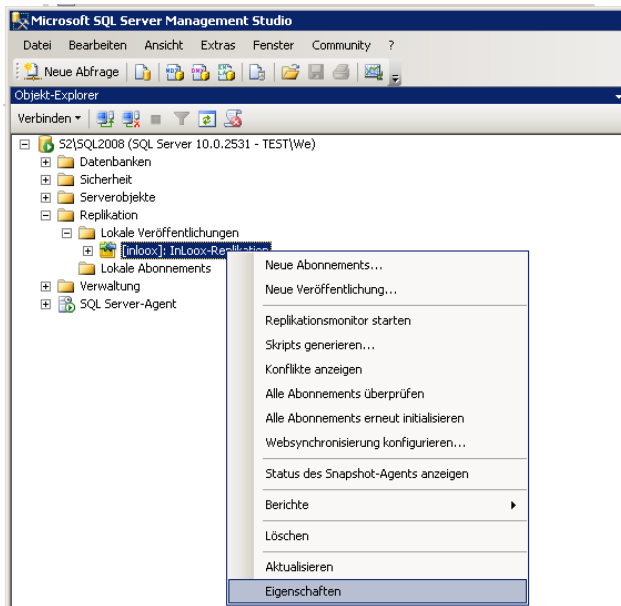 Microsoft SQL Server Management Studio
Datei Bearbeiten Ansicht Extras Fenster Community ?
Neue Abfrage
Objekt-Explorer
Verbinden
S2\SQL2008 (SQL Server 10.0.2531 - TEST\We)
Datenbanken
Sicherheit
Serverobjekte
Replikation
Lokale Veröffentlichungen
[inloox]: InLoox-Replikation
Lokale Abonnements
Verwaltung
SQL Server-Agent
Neue Abonnements...
Neue Veröffentlichung...
Replikationsmonitor starten
Skripts generieren...
Konflikte anzeigen
Alle Abonnements überprüfen
Alle Abonnements erneut initialisieren
Websynchronisierung konfigurieren...
Status des Snapshot-Agents anzeigen
Berichte
Löschen
Aktualisieren
Eigenschaften